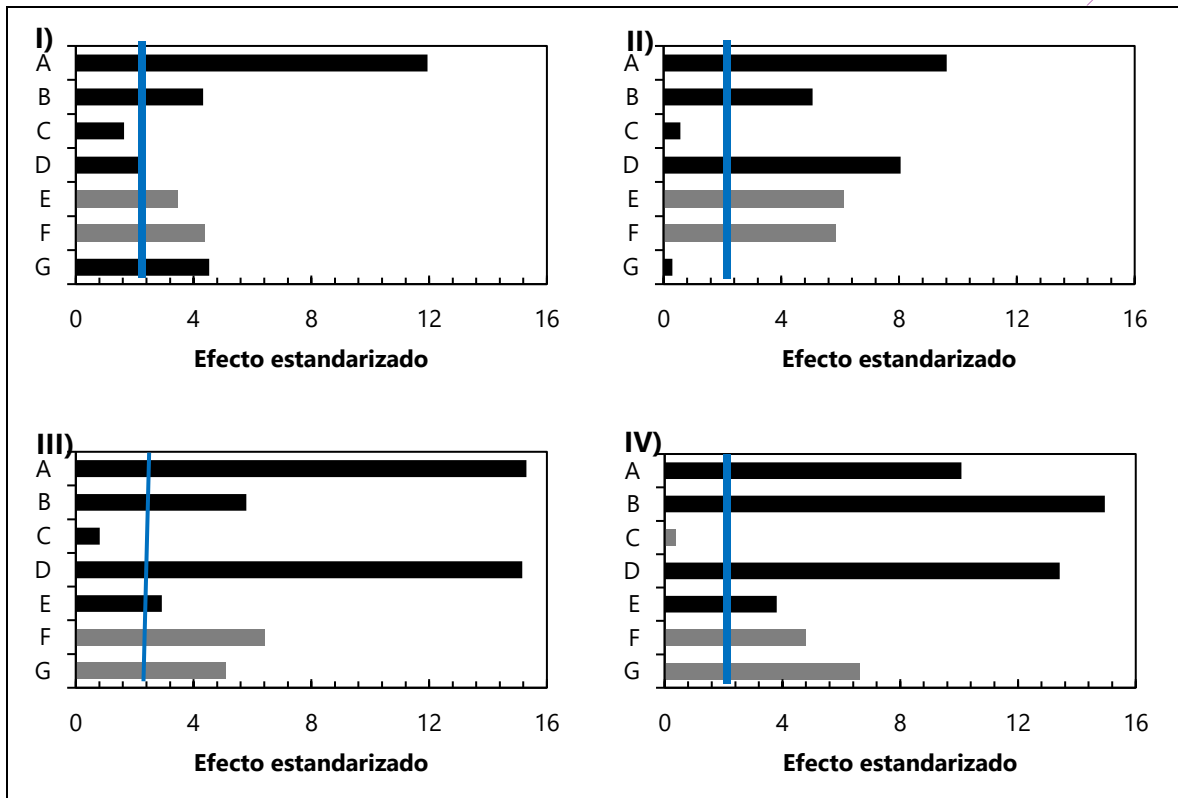 I)
A
B
C
D
E
F
G
0 4 8 12 16
Efecto estandarizado
II)
A
B
C
D
E
F
G
0 4 8 12 16
Efecto estandarizado
III)
A
B
C
D
E
F
G
0 4 8 12 16
Efecto estandarizado
IV)
A
B
C
D
E
F
G
0 4 8 12 16
Efecto estandarizado